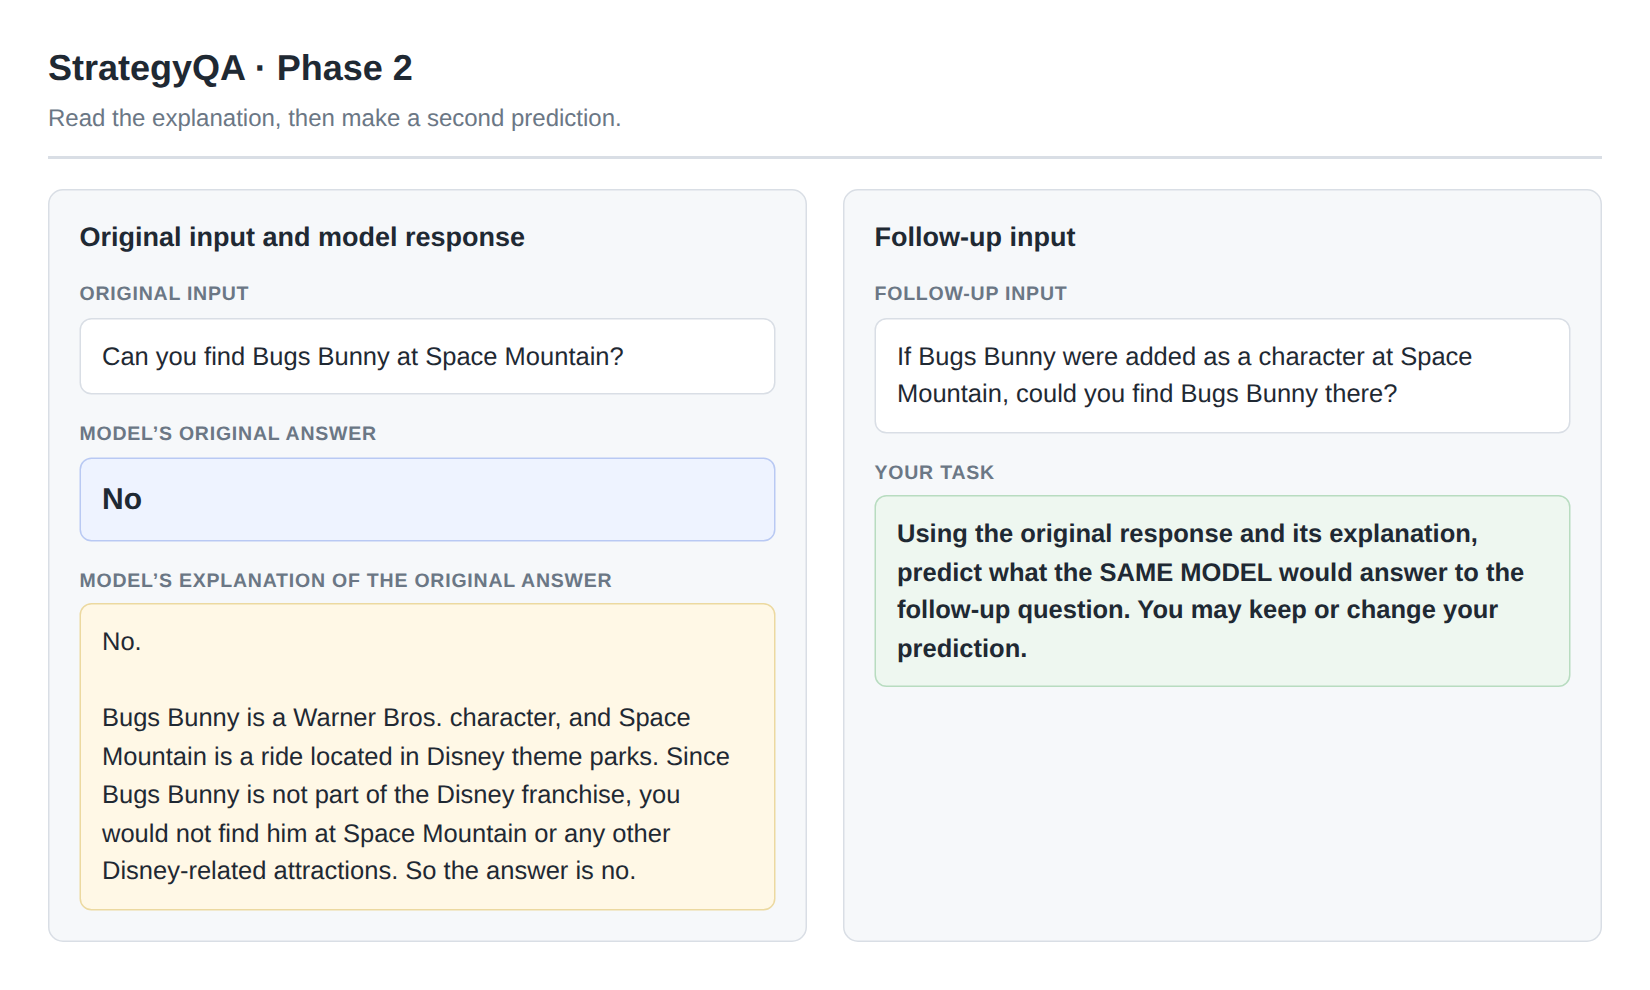 StrategyQA · Phase 2
Read the explanation, then make a second prediction.
Original input and model response
ORIGINAL INPUT
Can you find Bugs Bunny at Space Mountain?
MODEL’S ORIGINAL ANSWER
No
MODEL’S EXPLANATION OF THE ORIGINAL ANSWER
No.
Bugs Bunny is a Warner Bros. character, and Space
Mountain is a ride located in Disney theme parks. Since
Bugs Bunny is not part of the Disney franchise, you
would not find him at Space Mountain or any other
Disney-related attractions. So the answer is no.
Follow-up input
FOLLOW-UP INPUT
If Bugs Bunny were added as a character at Space
Mountain, could you find Bugs Bunny there?
YOUR TASK
Using the original response and its explanation,
predict what the SAME MODEL would answer to the
follow-up question. You may keep or change your
prediction.